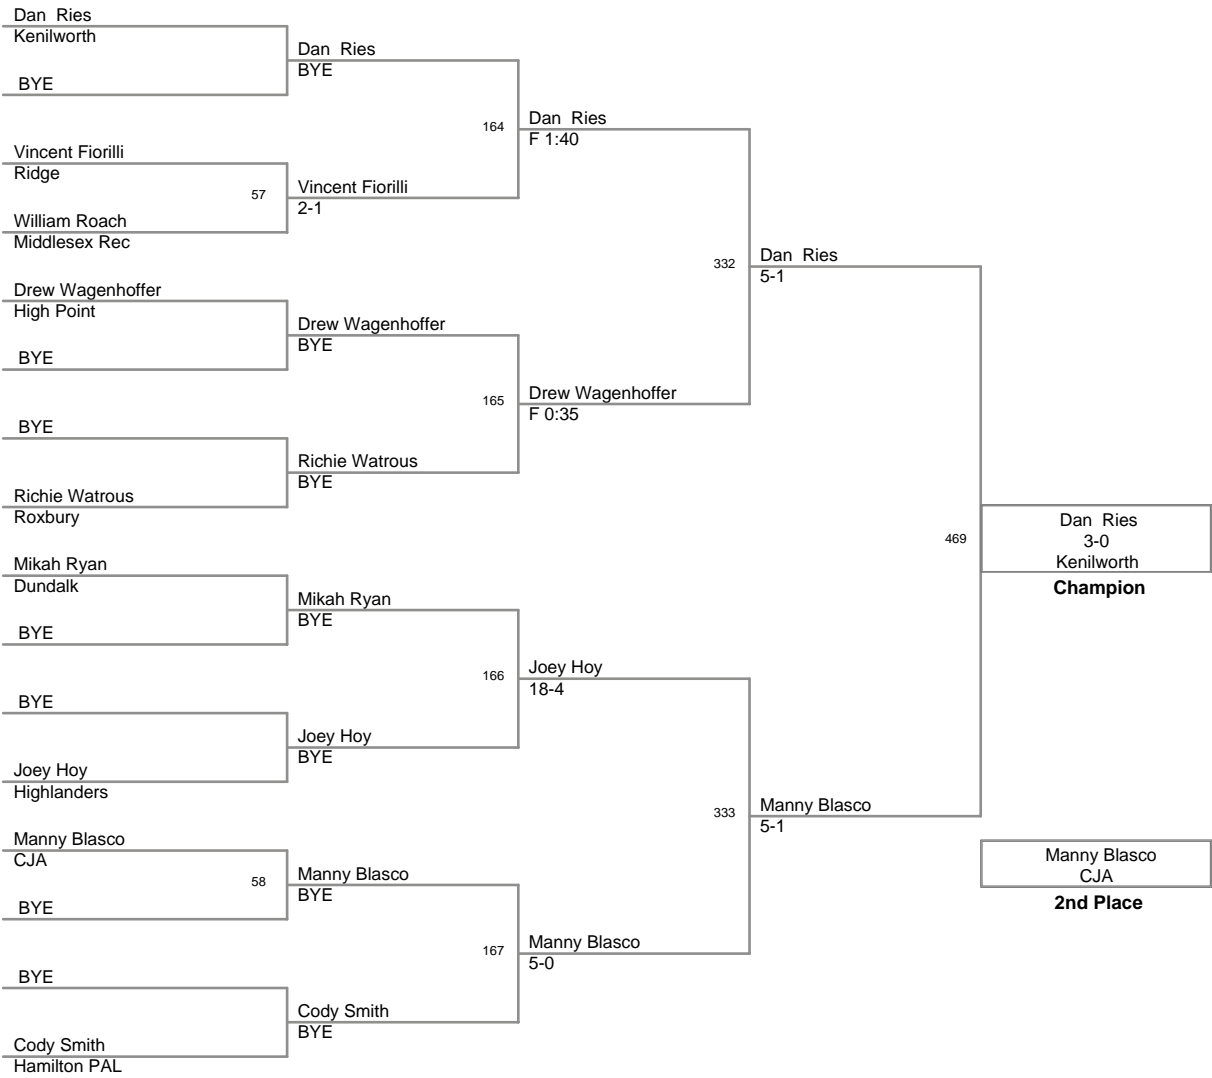 Dan  Ries
Kenilworth
BYE
Vincent Fiorilli
Ridge
57
William Roach
Middlesex Rec
Drew Wagenhoffer
High Point
BYE
BYE
Richie Watrous
Roxbury
Mikah Ryan
Dundalk
BYE
BYE
Joey Hoy
Highlanders
Manny Blasco
CJA
58
BYE
BYE
Cody Smith
Hamilton PAL
Dan  Ries
BYE
164
Vincent Fiorilli
2-1
Drew Wagenhoffer
BYE
165
Richie Watrous
BYE
Mikah Ryan
BYE
166
Joey Hoy
BYE
Manny Blasco
BYE
167
Cody Smith
BYE
Dan  Ries
F 1:40
332
Drew Wagenhoffer
F 0:35
Joey Hoy
18-4
333
Manny Blasco
5-0
Dan  Ries
5-1
469
Manny Blasco
5-1
Dan  Ries
3-0
Kenilworth
Champion
Manny Blasco
CJA
2nd Place